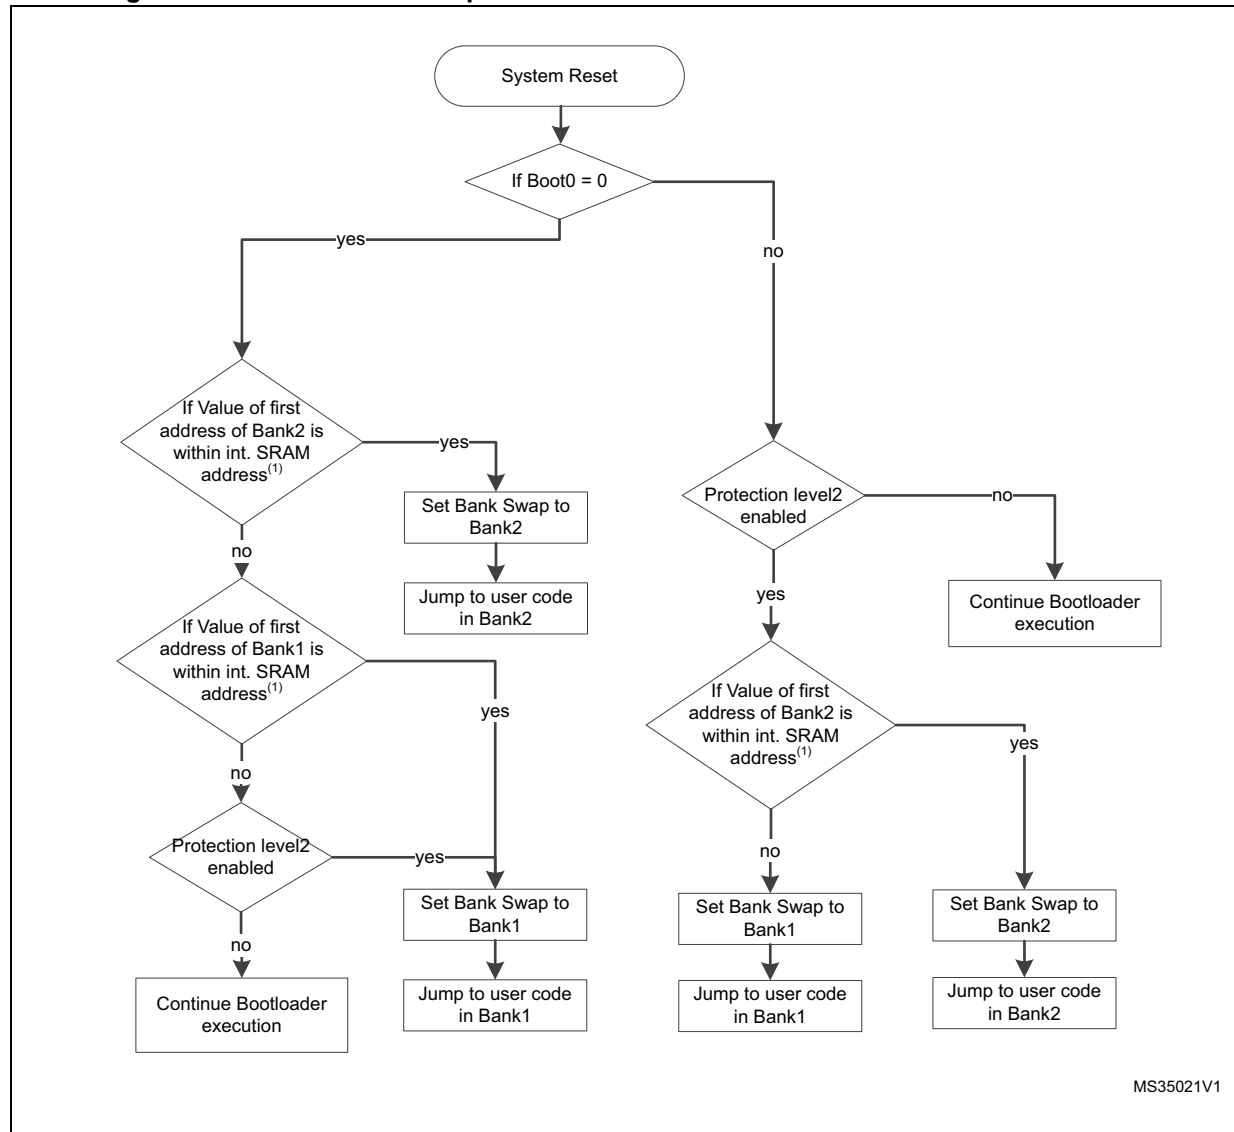 System Reset
If Boot0 = 0
yes
no
If Value of first
address of Bank2 is
within int. SRAM
address(1)
yes
Set Bank Swap to
Bank2
Jump to user code
in Bank2
no
If Value of first
address of Bank1 is
within int. SRAM
address(1)
yes
no
Protection level2
enabled
yes
no
Continue Bootloader
execution
Set Bank Swap to
Bank1
Jump to user code
in Bank1
Protection level2
enabled
no
Continue Bootloader
execution
yes
If Value of first
address of Bank2 is
within int. SRAM
address(1)
yes
no
Set Bank Swap to
Bank1
Jump to user code
in Bank1
Set Bank Swap to
Bank2
Jump to user code
in Bank2
MS35021V1